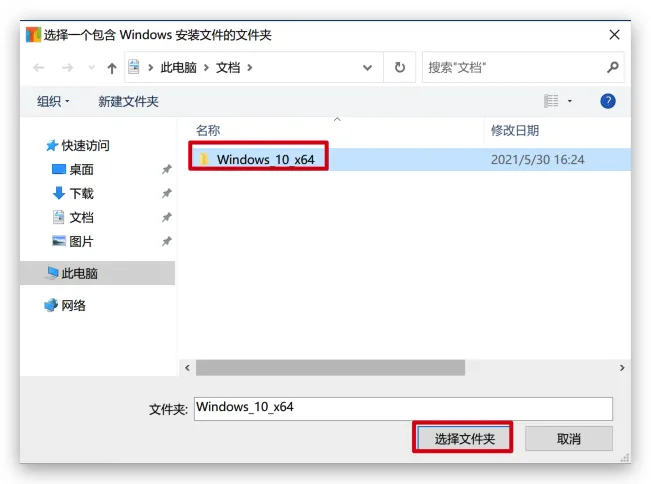 选择一个包含 Windows 安装文件的文件夹
此电脑 文档 搜索"文档"
组织 新建文件夹
名称 修改日期
快速访问
Windows_10_x64 2021/5/30 16:24
桌面
下载
文档
图片
此电脑
网络
文件夹: Windows_10_x64
选择文件夹 取消